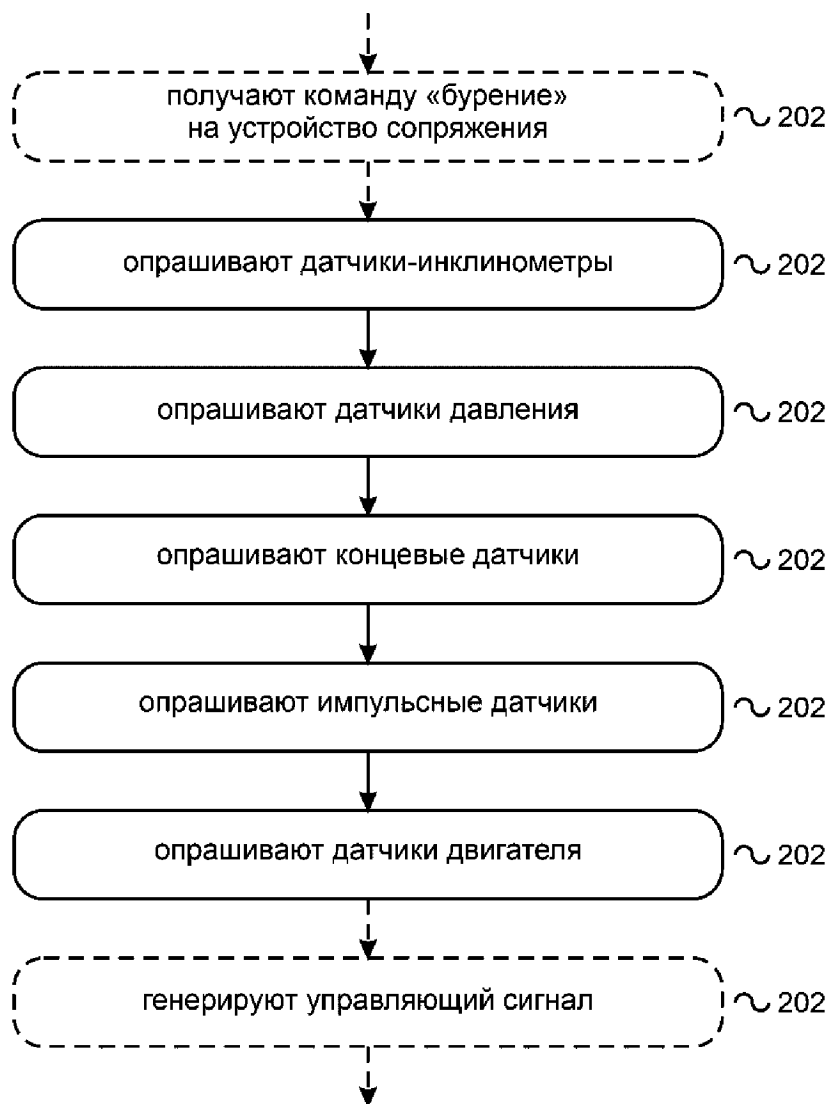 получают команду «бурение»
на устройство сопряжения
202
опрашивают датчики-инклинометры
202
опрашивают датчики давления
202
опрашивают концевые датчики
202
опрашивают импульсные датчики
202
опрашивают датчики двигателя
202
генерируют управляющий сигнал
202